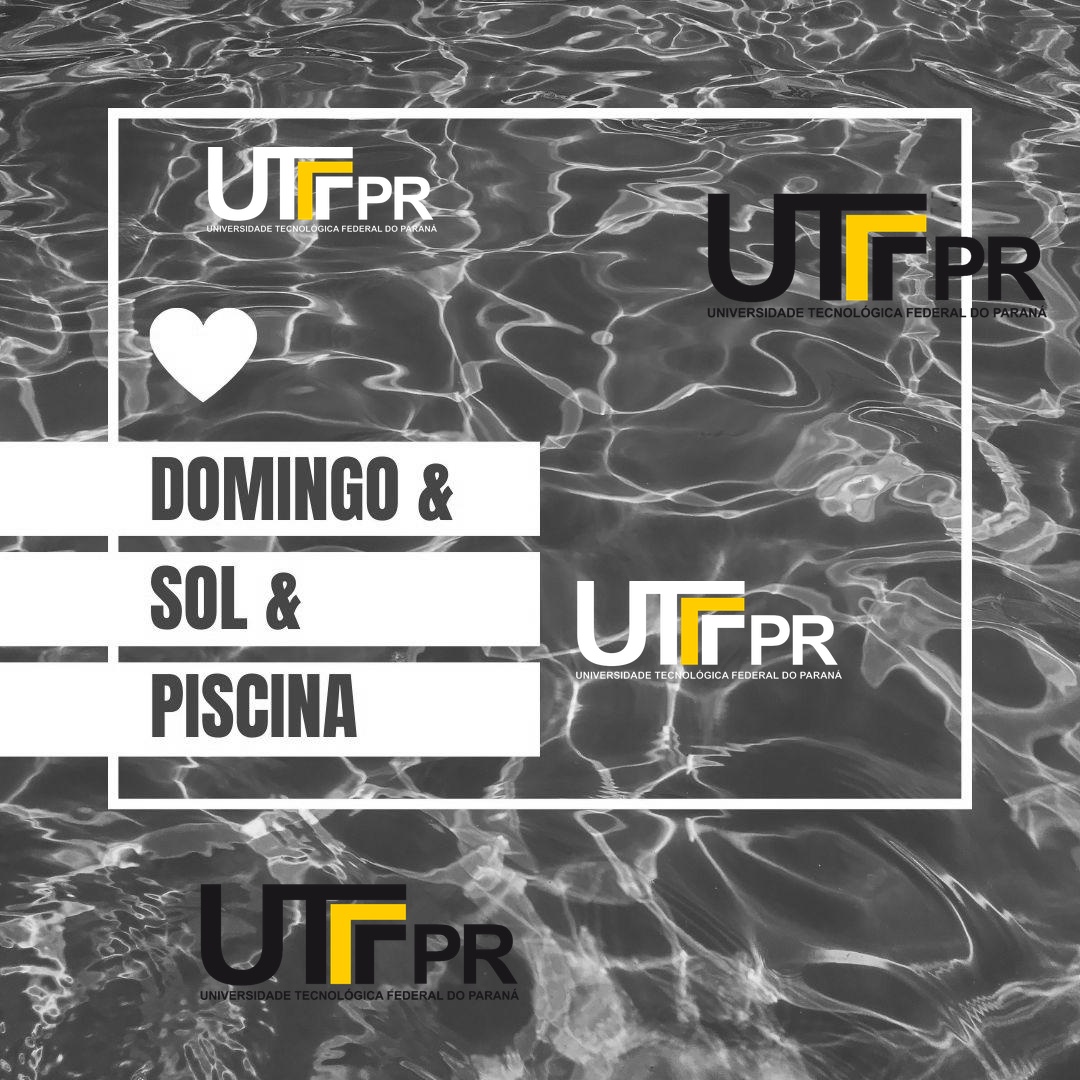 UTFPR
UNIVERSIDADE TECNOLÓGICA FEDERAL DO PARANÁ
UTFPR
UNIVERSIDADE TECNOLÓGICA FEDERAL DO PARANÁ
DOMINGO &
SOL &
PISCINA
UTFPR
UNIVERSIDADE TECNOLÓGICA FEDERAL DO PARANÁ
UTFPR
UNIVERSIDADE TECNOLÓGICA FEDERAL DO PARANÁ